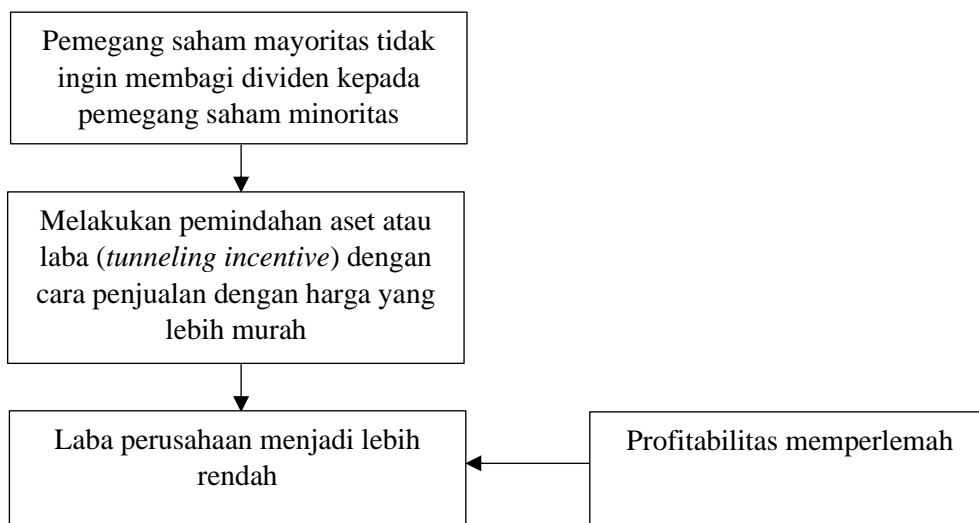 Pemegang saham mayoritas tidak
ingin membagi dividen kepada
pemegang saham minoritas
Melakukan pemindahan aset atau
laba (tunneling incentive) dengan
cara penjualan dengan harga yang
lebih murah
Laba perusahaan menjadi lebih
rendah
Profitabilitas memperlemah